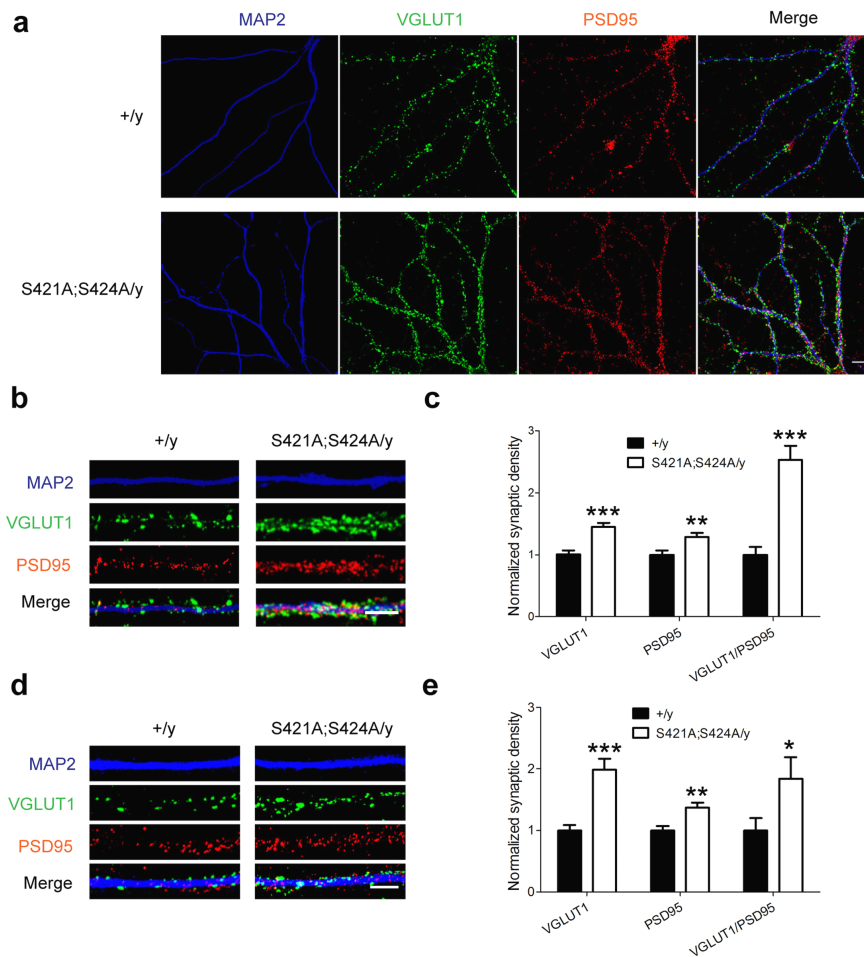 a
MAP2 VGLUT1 PSD95 Merge
+/y
S421A;S424A/y
b
+/y S421A;S424A/y
MAP2
VGLUT1
PSD95
Merge
c
Normalized synaptic density
3
2
1
0
+/y
S421A;S424A/y
***
**
***
VGLUT1 PSD95 VGLUT1/PSD95
d
+/y S421A;S424A/y
MAP2
VGLUT1
PSD95
Merge
e
Normalized synaptic density
3
2
1
0
+/y
S421A;S424A/y
***
**
*
VGLUT1 PSD95 VGLUT1/PSD95